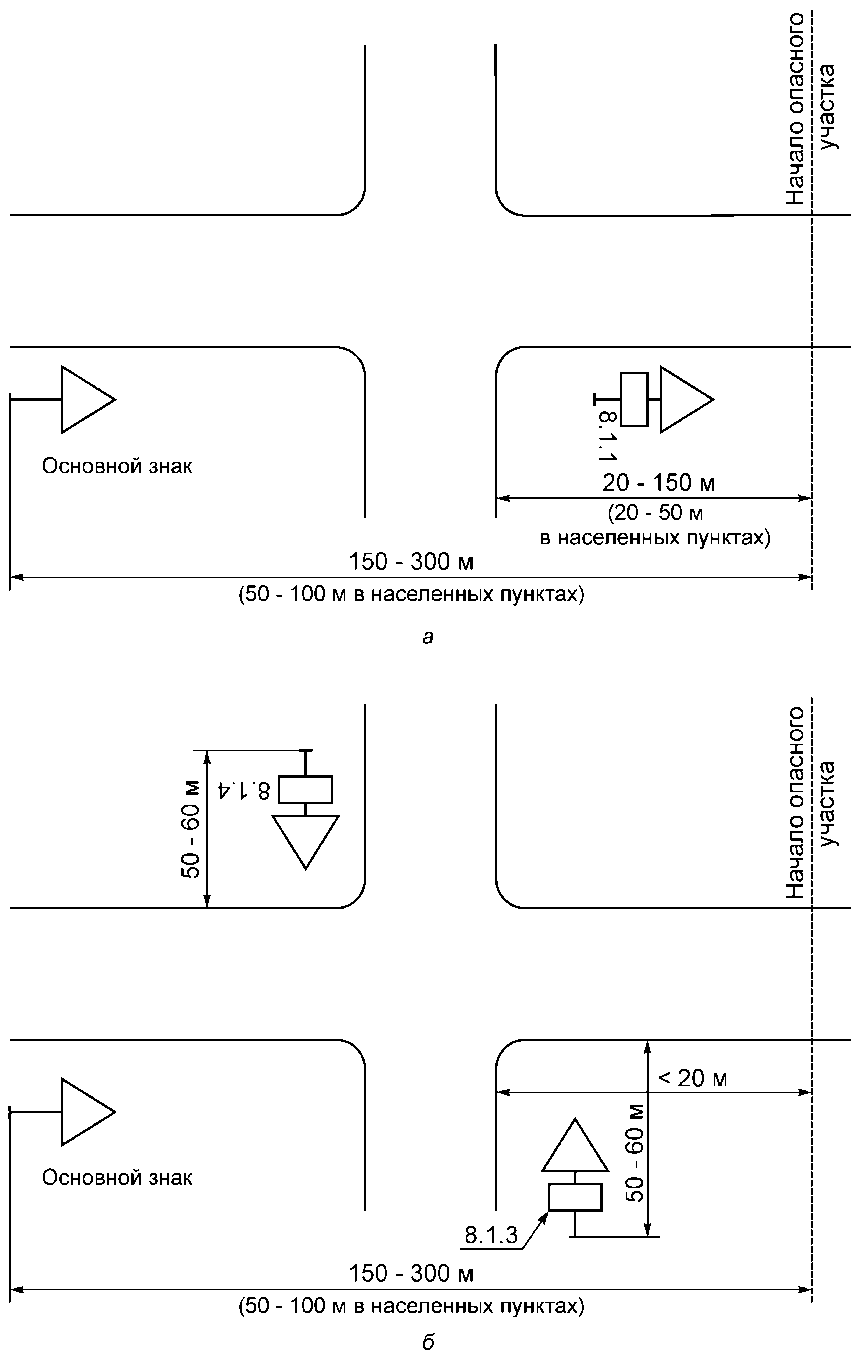 Начало опасного
участка
Основной знак
8.1.1
20 - 150 м
(20 - 50 м
в населенных пунктах)
150 - 300 м
(50 - 100 м в населенных пунктах)
а
50 - 60 м
8.1.4
Начало опасного
участка
Основной знак
< 20 м
50 - 60 м
8.1.3
150 - 300 м
(50 - 100 м в населенных пунктах)
б